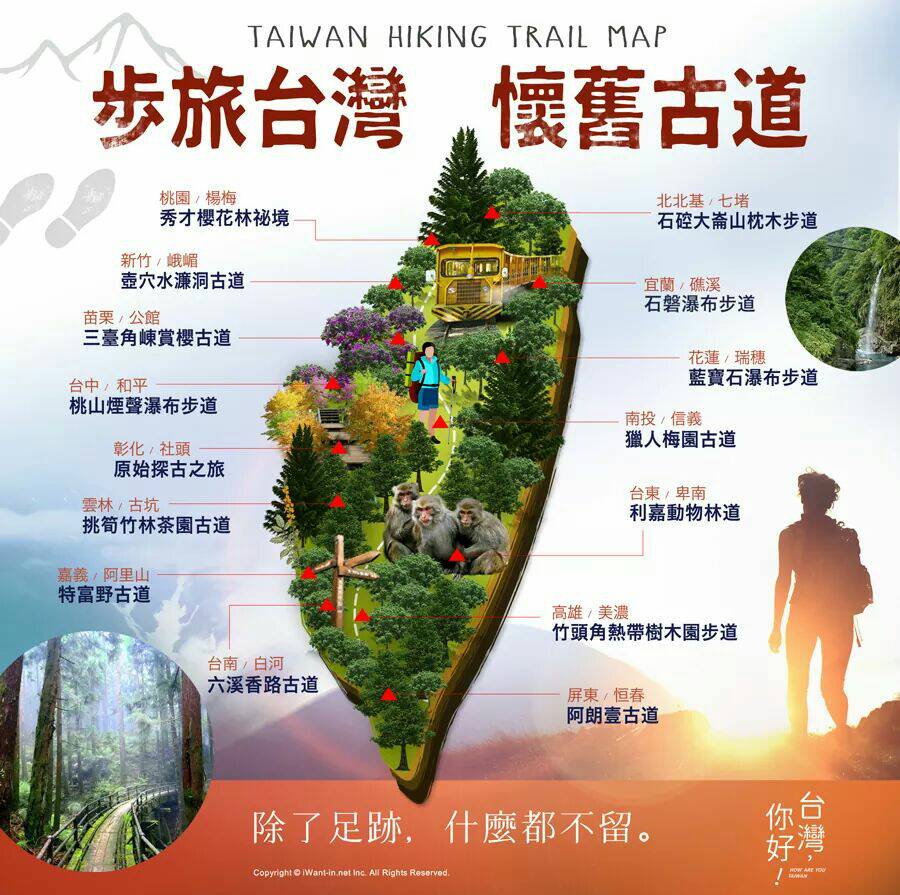 TAIWAN HIKING TRAIL MAP
步旅台灣 懷舊古道
桃園 / 楊梅
秀才櫻花林祕境
新竹 / 峨嵋
壺穴水濂洞古道
苗栗 / 公館
三臺角崠賞櫻古道
台中 / 和平
桃山煙聲瀑布步道
彰化 / 社頭
原始探古之旅
雲林 / 古坑
挑筍竹林茶園古道
嘉義 / 阿里山
特富野古道
台南 / 白河
六溪香路古道
北北基 / 七堵
石硿大崙山枕木步道
宜蘭 / 礁溪
石磐瀑布步道
花蓮 / 瑞穗
藍寶石瀑布步道
南投 / 信義
獵人梅園古道
台東 / 卑南
利嘉動物林道
高雄 / 美濃
竹頭角熱帶樹木園步道
屏東 / 恒春
阿朗壹古道
除了足跡，什麼都不留。
台灣，
你好！
HOW ARE YOU
TAIWAN
Copyright © iWant-in.net Inc. All Rights Reserved.